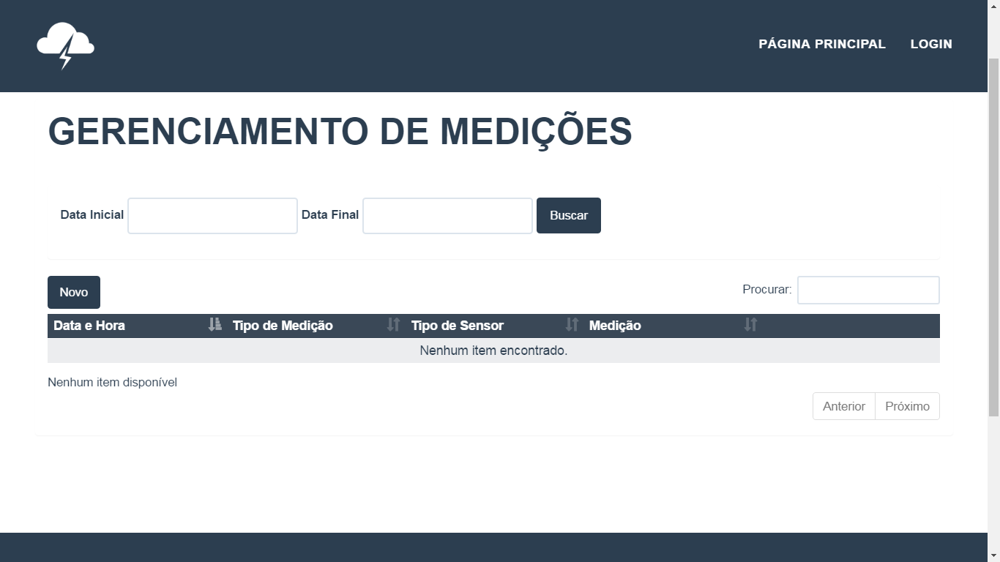 PÁGINA PRINCIPAL LOGIN
GERENCIAMENTO DE MEDIÇÕES
Data Inicial Data Final Buscar
Novo Procurar:
Data e Hora Tipo de Medição Tipo de Sensor Medição
Nenhum item encontrado.
Nenhum item disponível
Anterior Próximo